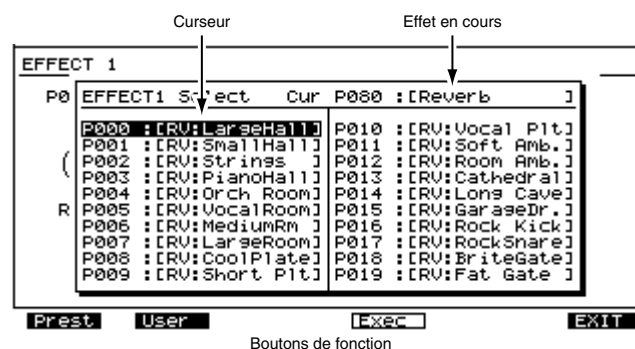 Curseur Effet en cours
EFFECT 1
P0 EFFECT1 S ect Cur P080 :[Reverb ]
P000 :[RV:LargeHall] P010 :[RV:Vocal Plt]
P001 :[RV:SmallHall] P011 :[RV:Soft Amb.]
P002 :[RV:Strings ] P012 :[RV:Room Amb.]
( P003 :[RV:PianoHall] P013 :[RV:Cathedral]
P004 :[RV:Orch Room] P014 :[RV:Long Cave]
R P005 :[RV:VocalRoom] P015 :[RV:GarageDr.]
P006 :[RV:MediumRm ] P016 :[RV:Rock Kick]
P007 :[RV:LargeRoom] P017 :[RV:RockSnare]
P008 :[RV:CoolPlate] P018 :[RV:BriteGate]
P009 :[RV:Short Plt] P019 :[RV:Fat Gate ]
Prest User Exec EXIT
Boutons de fonction